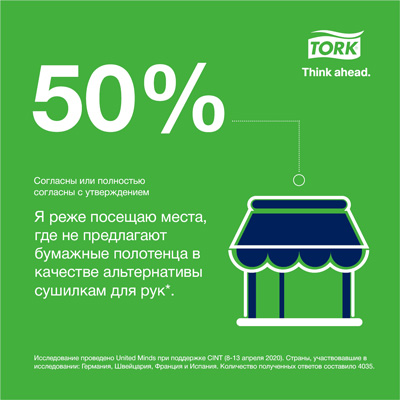 TORK
Think ahead.
50%
Согласны или полностью
согласны с утверждением
Я реже посещаю места,
где не предлагают
бумажные полотенца в
качестве альтернативы
сушилкам для рук*.
Исследование проведено United Minds при поддержке CINT (8-13 апреля 2020). Страны, участвовавшие в
исследовании: Германия, Швейцария, Франция и Испания. Количество полученных ответов составило 4035.